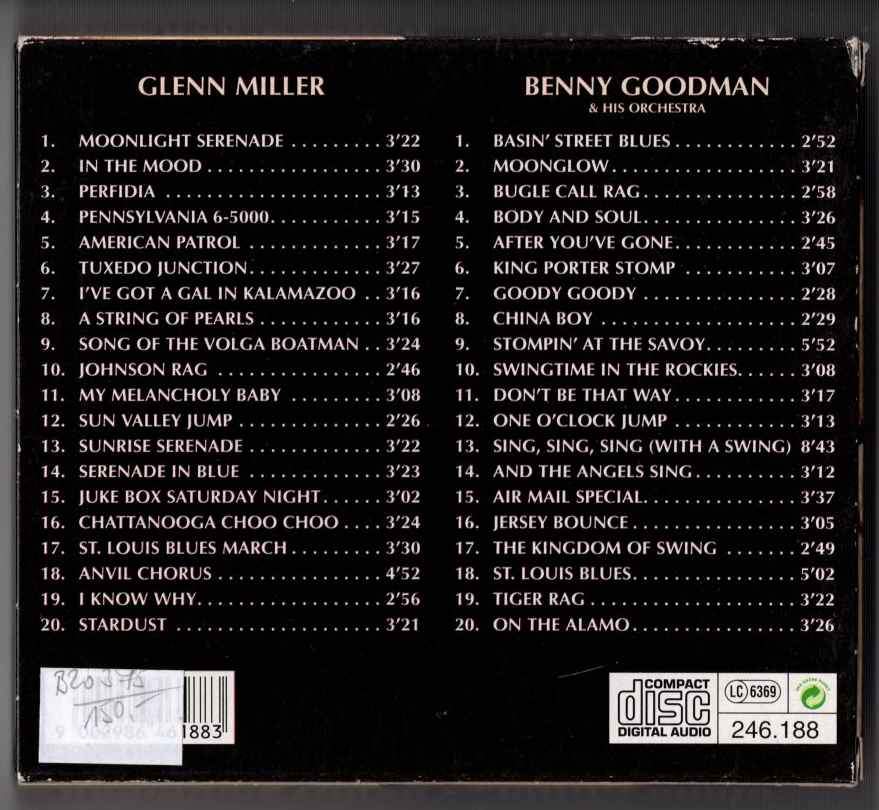 GLENN MILLER
1. MOONLIGHT SERENADE ......... 3'22
2. IN THE MOOD .................. 3'30
3. PERFIDIA ...................... 3'13
4. PENNSYLVANIA 6-5000........... 3'15
5. AMERICAN PATROL ............. 3'17
6. TUXEDO JUNCTION............. 3'27
7. I'VE GOT A GAL IN KALAMAZOO .. 3'16
8. A STRING OF PEARLS ............ 3'16
9. SONG OF THE VOLGA BOATMAN .. 3'24
10. JOHNSON RAG ................ 2'46
11. MY MELANCHOLY BABY ......... 3'08
12. SUN VALLEY JUMP .............. 2'26
13. SUNRISE SERENADE ............. 3'22
14. SERENADE IN BLUE ............. 3'23
15. JUKE BOX SATURDAY NIGHT...... 3'02
16. CHATTANOOGA CHOO CHOO .... 3'24
17. ST. LOUIS BLUES MARCH ......... 3'30
18. ANVIL CHORUS ................ 4'52
19. I KNOW WHY.................. 2'56
20. STARDUST .................... 3'21
BENNY GOODMAN
& HIS ORCHESTRA
1. BASIN' STREET BLUES ............ 2'52
2. MOONGLOW.................. 3'21
3. BUGLE CALL RAG............... 2'58
4. BODY AND SOUL............... 3'26
5. AFTER YOU'VE GONE............ 2'45
6. KING PORTER STOMP ........... 3'07
7. GOODY GOODY ............... 2'28
8. CHINA BOY ................... 2'29
9. STOMPIN' AT THE SAVOY......... 5'52
10. SWINGTIME IN THE ROCKIES...... 3'08
11. DON'T BE THAT WAY............ 3'17
12. ONE O'CLOCK JUMP ............ 3'13
13. SING, SING, SING (WITH A SWING) 8'43
14. AND THE ANGELS SING.......... 3'12
15. AIR MAIL SPECIAL............... 3'37
16. JERSEY BOUNCE ................ 3'05
17. THE KINGDOM OF SWING ....... 2'49
18. ST. LOUIS BLUES................ 5'02
19. TIGER RAG .................... 3'22
20. ON THE ALAMO................ 3'26
150.-
61883
COMPACT
disc
DIGITAL AUDIO
LC 6369
246.188